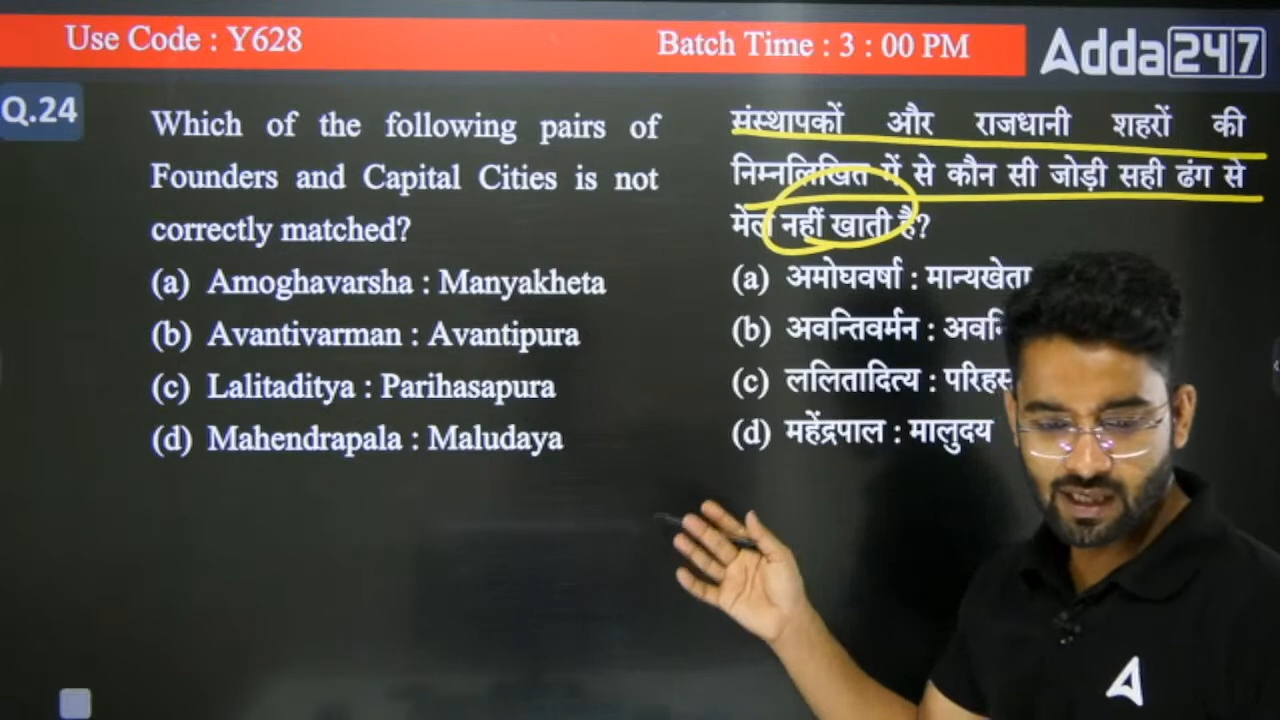 Use Code : Y628
Batch Time : 3 : 00 PM
Adda247
Q.24
Which of the following pairs of
Founders and Capital Cities is not
correctly matched?
(a) Amoghavarsha : Manyakheta
(b) Avantivarman : Avantipura
(c) Lalitaditya : Parihasapura
(d) Mahendrapala : Maludaya
संस्थापकों और राजधानी शहरों की
निम्नलिखित में से कौन सी जोड़ी सही ढंग से
मेल नहीं खाती है?
(a) अमोघवर्षा : मान्यखेता
(b) अवन्तिवर्मन :
(c) ललितादित्य :
(d) महेंद्रपाल : मालुदय